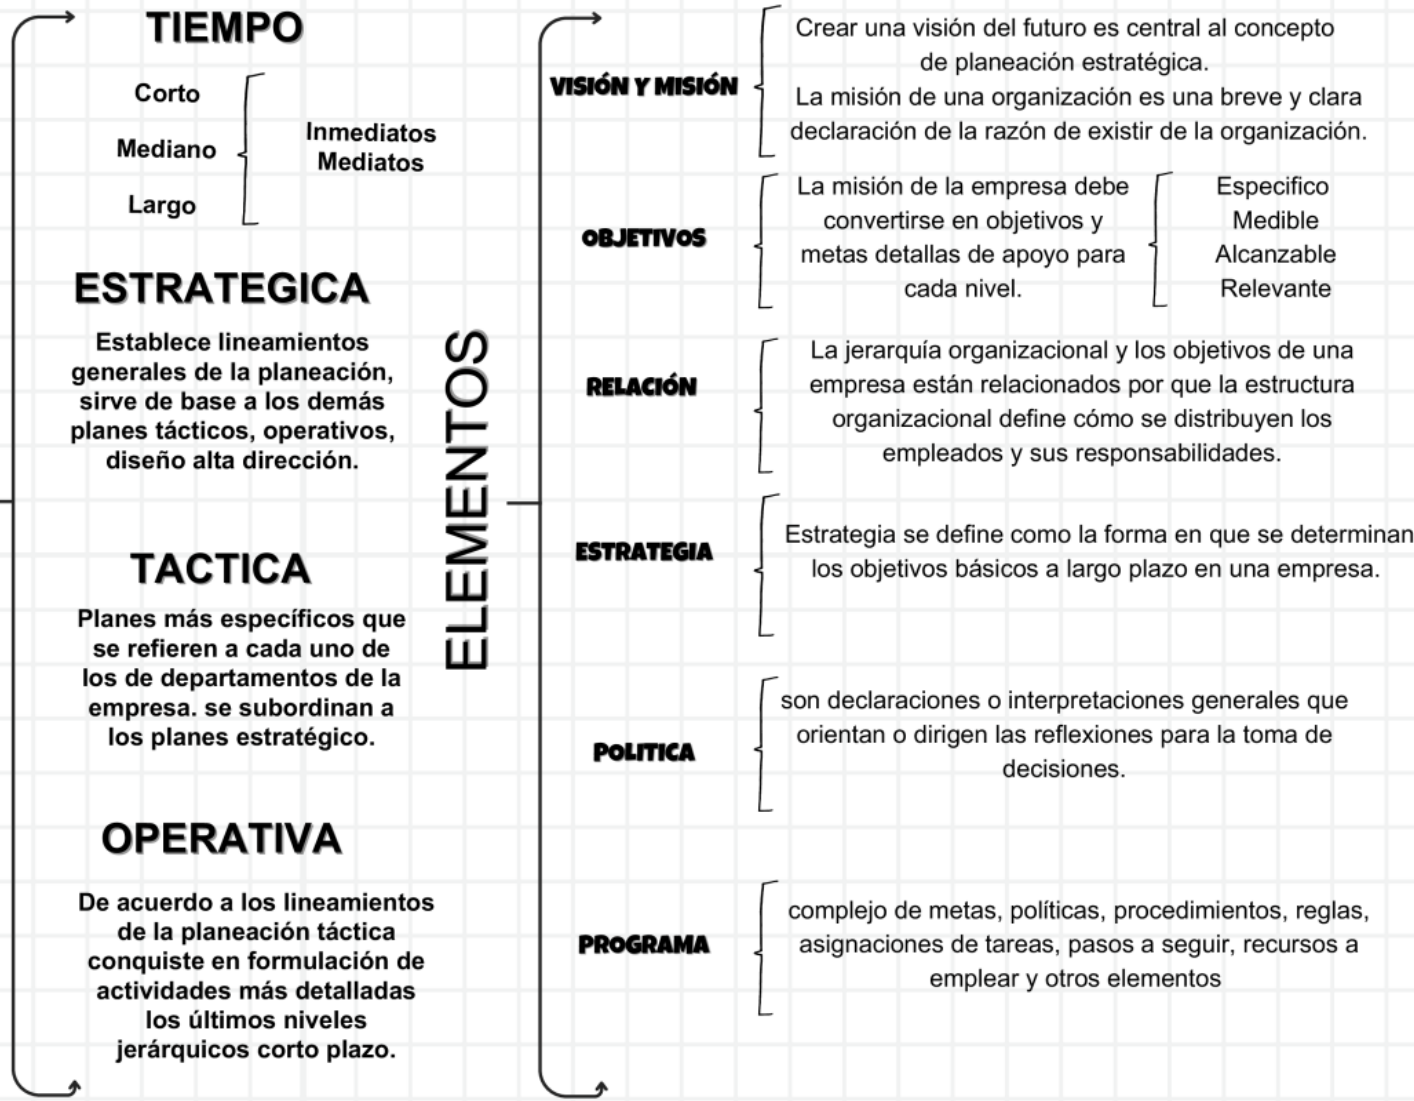 TIEMPO
Corto
Mediano
Largo
Inmediatos
Mediatos
ESTRATEGICA
Establece lineamientos
generales de la planeación,
sirve de base a los demás
planes tácticos, operativos,
diseño alta dirección.
TACTICA
Planes más específicos que
se refieren a cada uno de
los de departamentos de la
empresa. se subordinan a
los planes estratégico.
OPERATIVA
De acuerdo a los lineamientos
de la planeación táctica
conquiste en formulación de
actividades más detalladas
los últimos niveles
jerárquicos corto plazo.
ELEMENTOS
VISIÓN Y MISIÓN
Crear una visión del futuro es central al concepto
de planeación estratégica.
La misión de una organización es una breve y clara
declaración de la razón de existir de la organización.
OBJETIVOS
La misión de la empresa debe
convertirse en objetivos y
metas detallas de apoyo para
cada nivel.
Especifico
Medible
Alcanzable
Relevante
RELACIÓN
La jerarquía organizacional y los objetivos de una
empresa están relacionados por que la estructura
organizacional define cómo se distribuyen los
empleados y sus responsabilidades.
ESTRATEGIA
Estrategia se define como la forma en que se determinan
los objetivos básicos a largo plazo en una empresa.
POLITICA
son declaraciones o interpretaciones generales que
orientan o dirigen las reflexiones para la toma de
decisiones.
PROGRAMA
complejo de metas, políticas, procedimientos, reglas,
asignaciones de tareas, pasos a seguir, recursos a
emplear y otros elementos